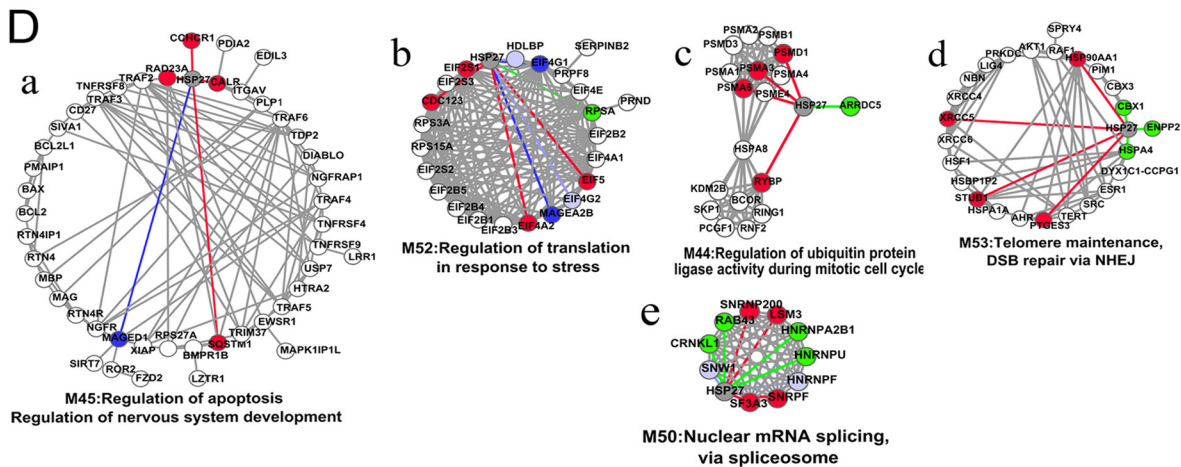 D
a
CCHCR1
PDIA2
EDIL3
RAD23A
HSP27
CALR
TRAF2
ITGAV
TNFRSF8
TRAF3
PLP1
CD27
TRAF6
SIVA1
TDP2
BCL2L1
DIABLO
PMAIP1
NGFRAP1
BAX
TRAF4
BCL2
TNFRSF4
RTN4IP1
TNFRSF9
LRR1
RTN4
USP7
MBP
HTRA2
MAG
TRAF5
RTN4R
EWSR1
NGFR
TRIM37
MAPK1IP1L
MAGED1
RPS27A
SQSTM1
XIAP
BMPR1B
SIRT7
ROR2
FZD2
LZTR1
M45:Regulation of apoptosis
Regulation of nervous system development
b
HDLBP
SERPINB2
HSP27
EIF4G1
EIF2S1
PRPF8
EIF2S3
EIF4E
PRND
CDC123
RPSA
RPS3A
EIF2B2
RPS15A
EIF4A1
EIF2S2
EIF5
EIF2B5
EIF4G2
EIF2B4
MAGEA2B
EIF2B1
EIF2B3
EIF4A2
M52:Regulation of translation
in response to stress
c
PSMA2
PSMB1
PSMD3
PSMD1
PSMA1
PSMA3
PSMA4
PSMA6
PSME4
HSP27
ARRDC5
HSPA8
RYBP
KDM2B
BCOR
SKP1
RING1
PCGF1
RNF2
M44:Regulation of ubiquitin protein
ligase activity during mitotic cell cycle
d
SPRY4
AKT1
RAF1
PRKDC
HSP90AA1
LIG4
PIM1
NBN
CBX3
XRCC4
CBX1
XRCC5
HSP27
ENPP2
XRCC6
HSPA4
HSF1
DYX1C1-CCPG1
HSBP1P2
ESR1
STUB1
SRC
HSPA1A
TERT
AHR
PTGES3
M53:Telomere maintenance,
DSB repair via NHEJ
e
SNRNP200
RAB43
LSM3
CRNKL1
HNRNPA2B1
SNW1
HNRNPU
HSP27
HNRNPF
SF3A3
SNRPF
M50:Nuclear mRNA splicing,
via spliceosome